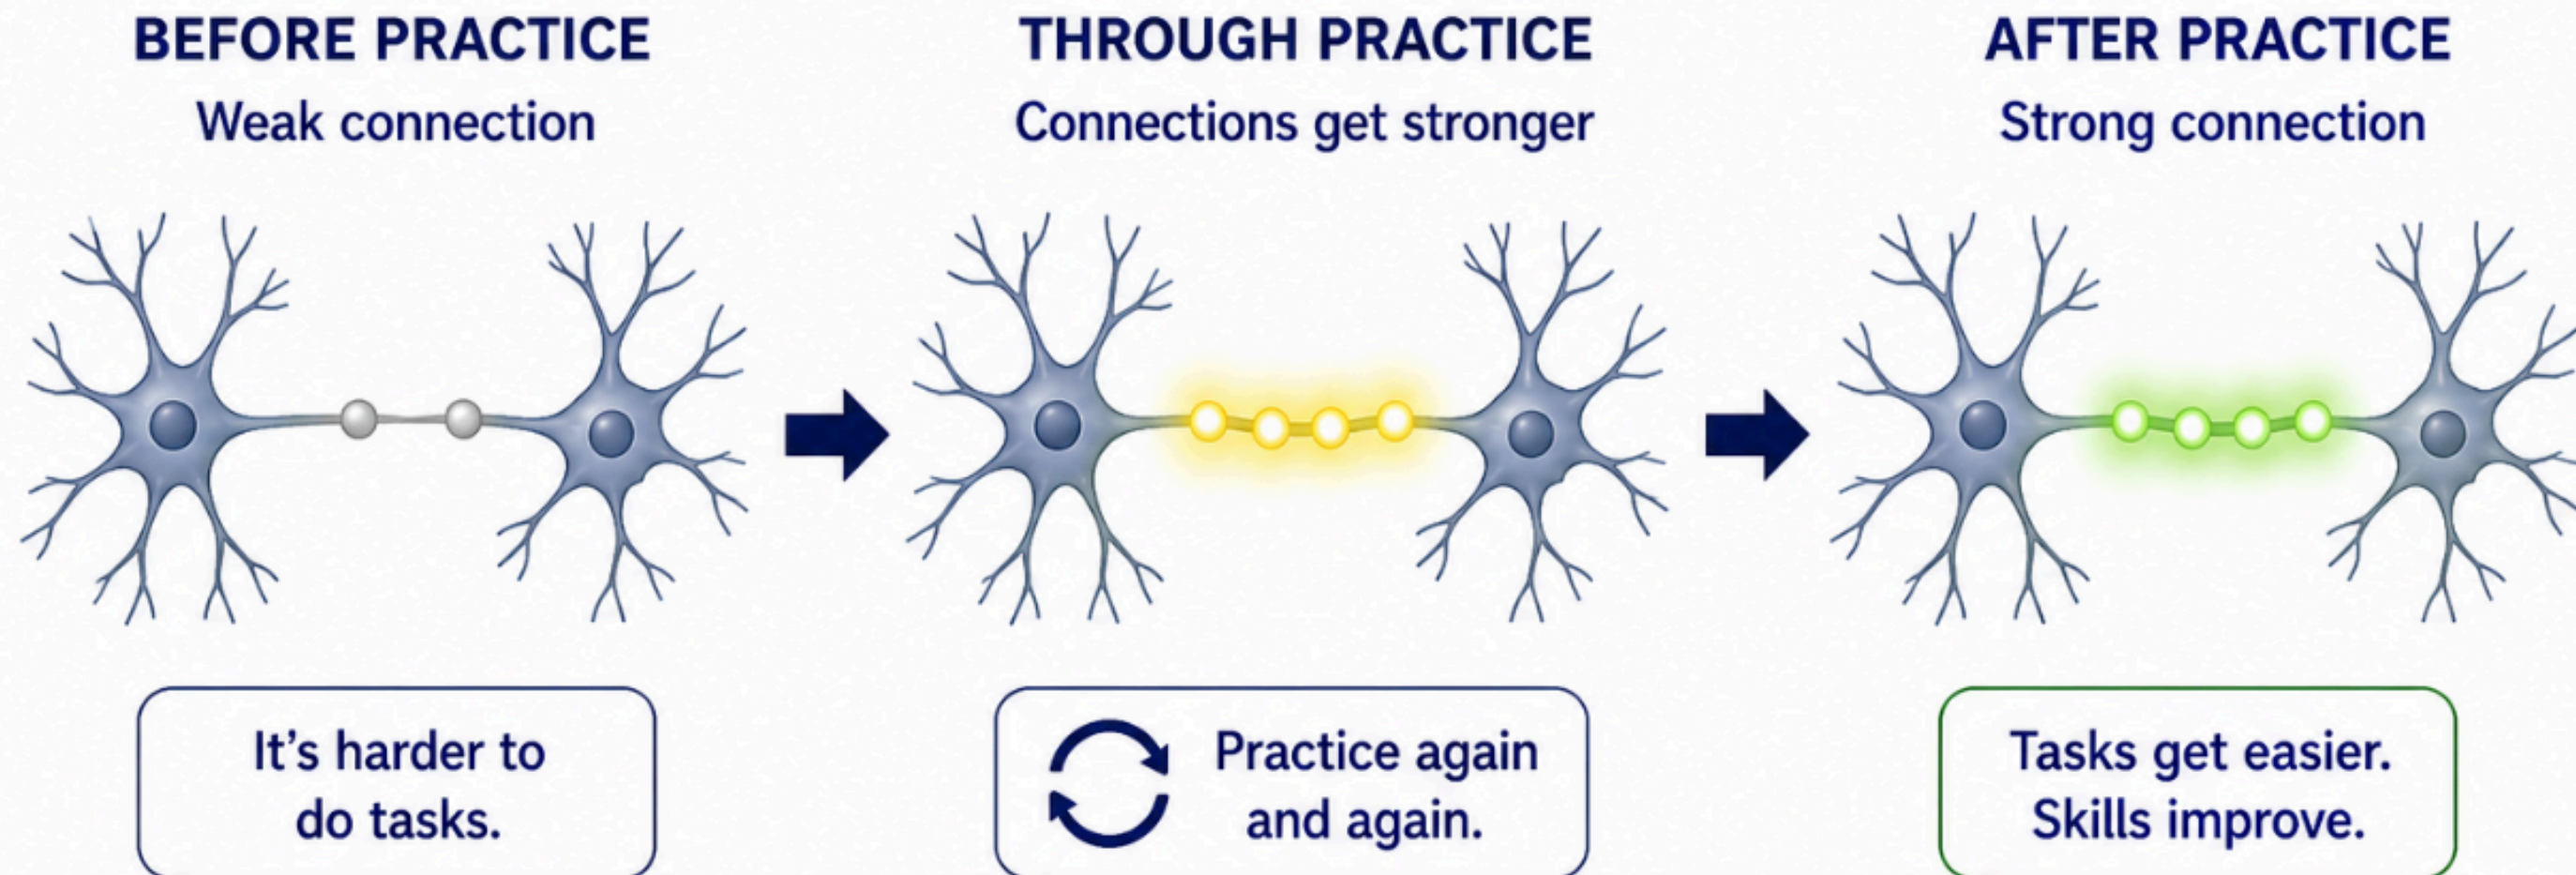 BEFORE PRACTICE
Weak connection
It’s harder to
do tasks.
THROUGH PRACTICE
Connections get stronger
Practice again
and again.
AFTER PRACTICE
Strong connection
Tasks get easier.
Skills improve.